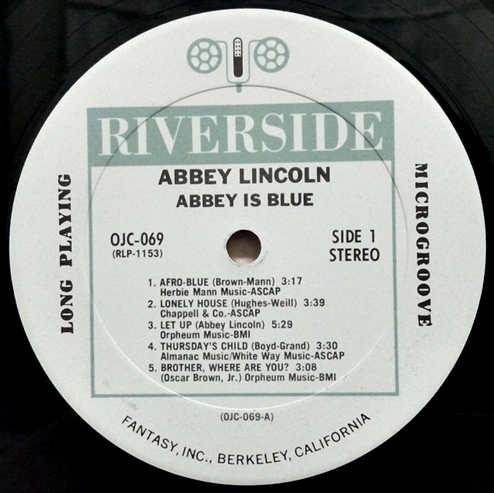 RIVERSIDE
ABBEY LINCOLN
ABBEY IS BLUE
OJC-069
(RLP-1153)
SIDE 1
STEREO
LONG PLAYING
MICROGROOVE
1. AFRO-BLUE (Brown-Mann) 3:17
Herbie Mann Music-ASCAP
2. LONELY HOUSE (Hughes-Weill) 3:39
Chappell & Co.-ASCAP
3. LET UP (Abbey Lincoln) 5:29
Orpheum Music-BMI
4. THURSDAY'S CHILD (Boyd-Grand) 3:30
Almanac Music/White Way Music-ASCAP
5. BROTHER, WHERE ARE YOU? 3:08
(Oscar Brown, Jr.) Orpheum Music-BMI
(OJC-069-A)
FANTASY, INC., BERKELEY, CALIFORNIA